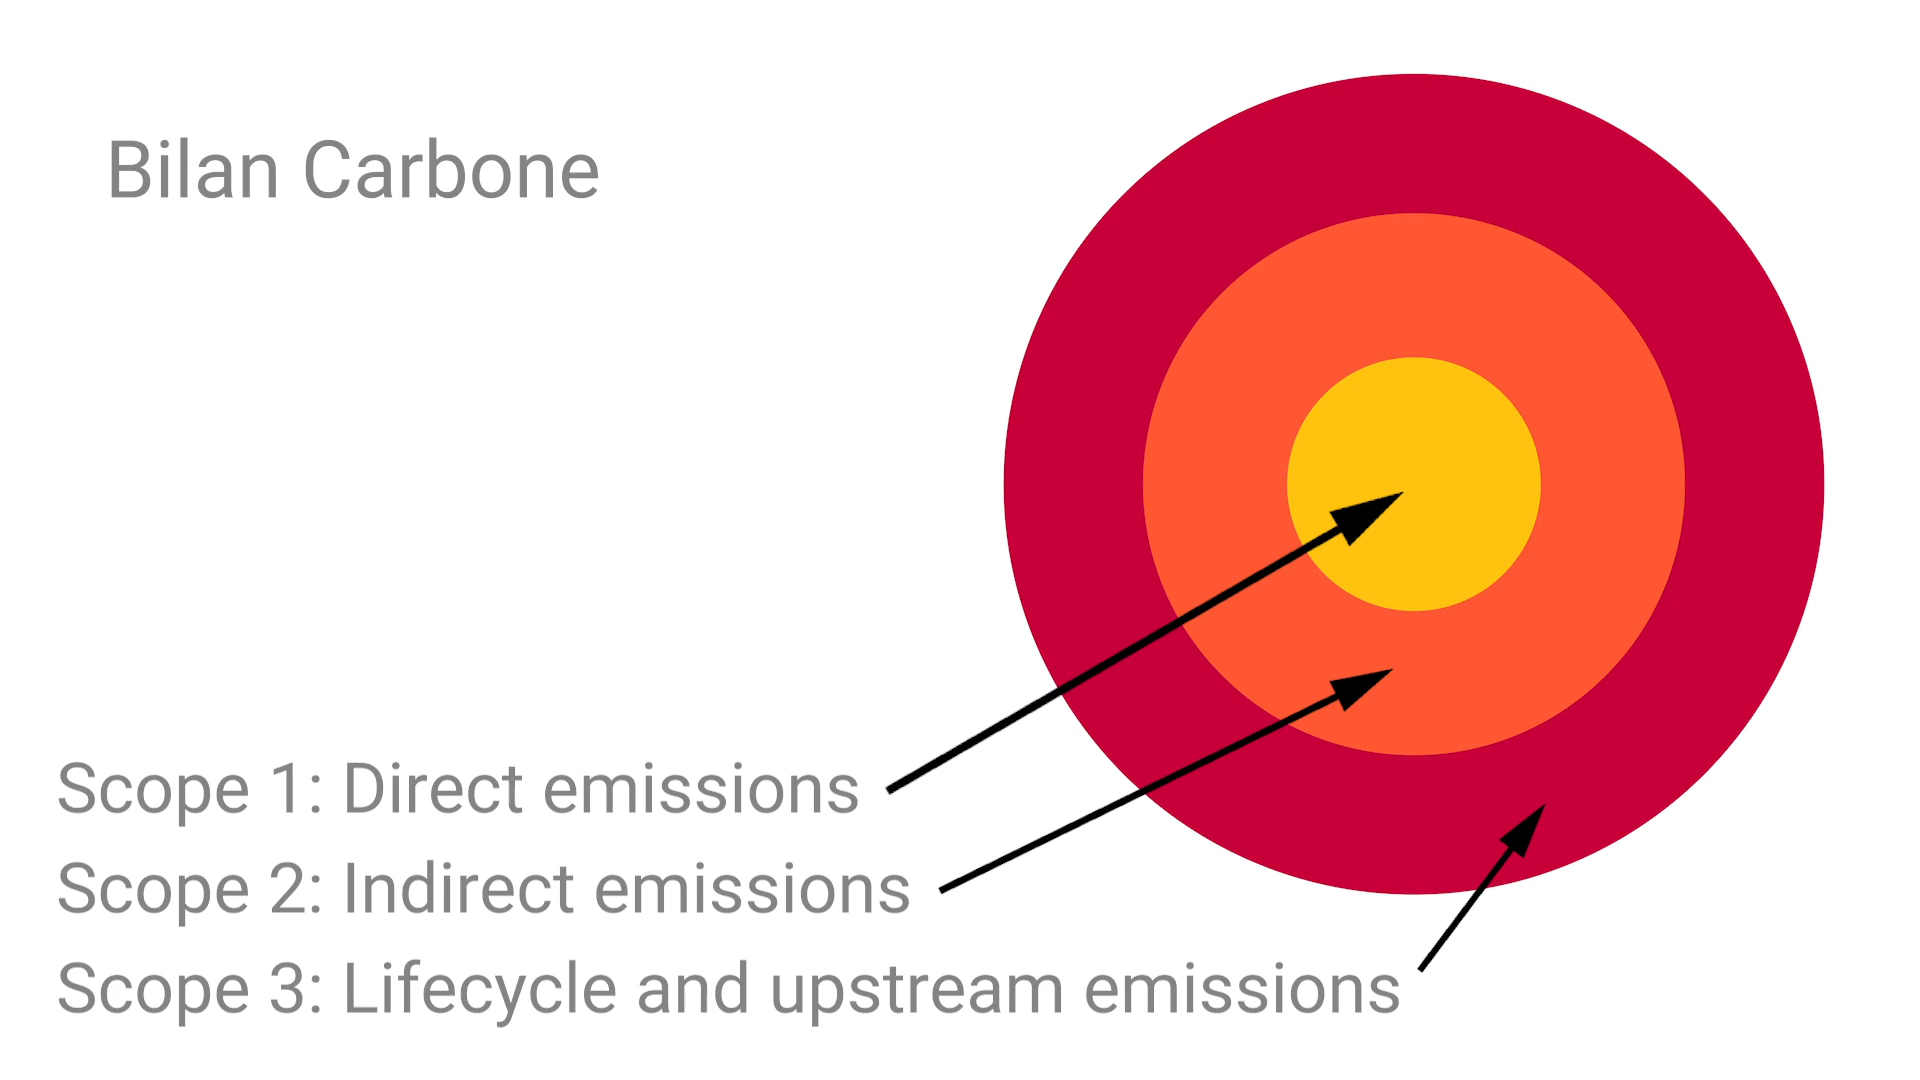 Bilan Carbone
Scope 1: Direct emissions
Scope 2: Indirect emissions
Scope 3: Lifecycle and upstream emissions